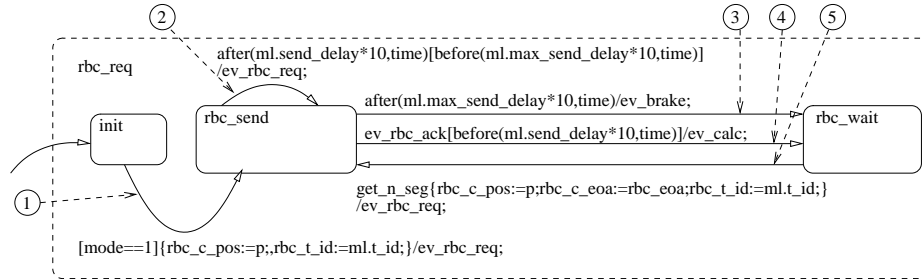 2
3
4
5
rbc_req
after(ml.send_delay*10,time)[before(ml.max_send_delay*10,time)]
/ev_rbc_req;
init
rbc_send
after(ml.max_send_delay*10,time)/ev_brake;
rbc_wait
ev_rbc_ack[before(ml.send_delay*10,time)]/ev_calc;
get_n_seg{rbc_c_pos:=p;rbc_c_eoa:=rbc_eoa;rbc_t_id:=ml.t_id;}
/ev_rbc_req;
1
[mode==1]{rbc_c_pos:=p;,rbc_t_id:=ml.t_id;}/ev_rbc_req;